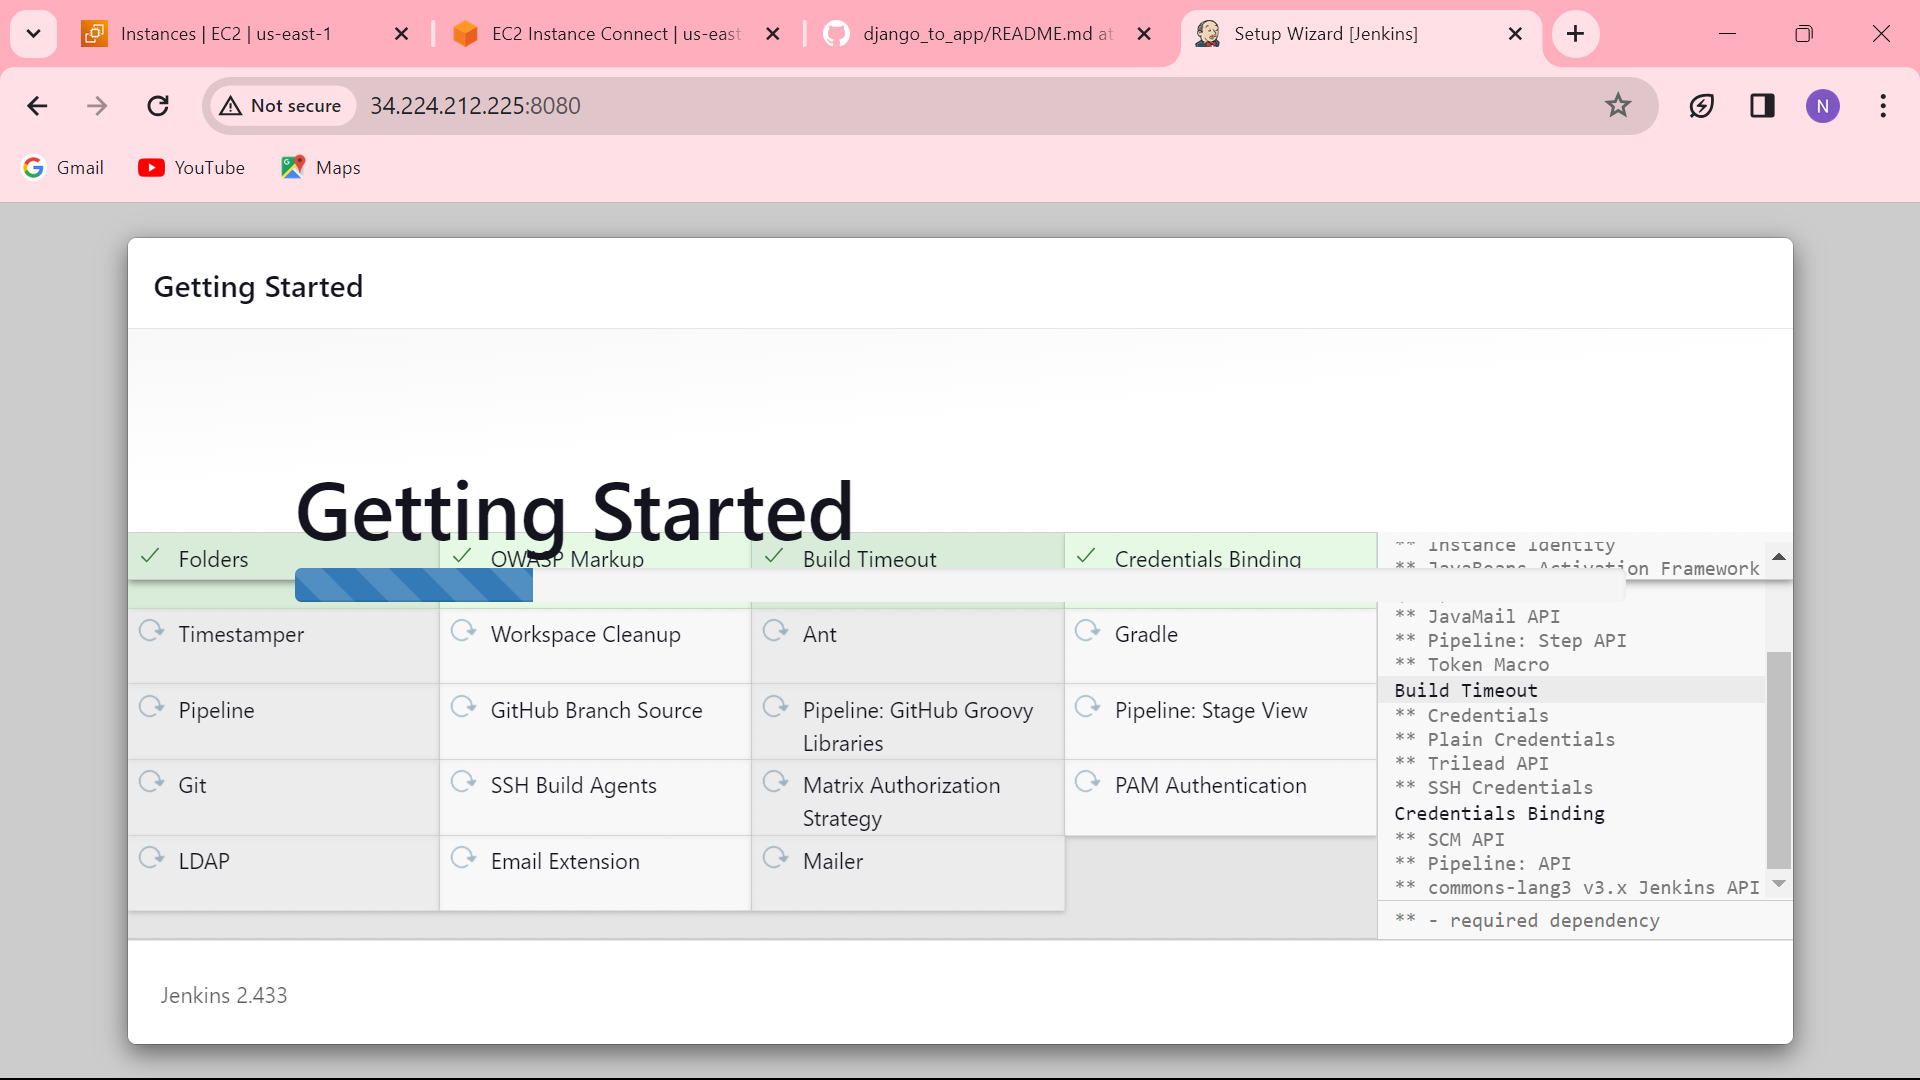 Instances | EC2 | us-east-1
EC2 Instance Connect | us-east
django_to_app/README.md at
Setup Wizard [Jenkins]
Not secure
34.224.212.225:8080
N
Gmail
YouTube
Maps
Getting Started
Getting Started
Folders
OWASP Markup
Build Timeout
Credentials Binding
Timestamper
Workspace Cleanup
Ant
Gradle
Pipeline
GitHub Branch Source
Pipeline: GitHub Groovy
Libraries
Pipeline: Stage View
Git
SSH Build Agents
Matrix Authorization
Strategy
PAM Authentication
LDAP
Email Extension
Mailer
** Instance Identity
** JavaBeans Activation Framework
** JavaMail API
** Pipeline: Step API
** Token Macro
Build Timeout
** Credentials
** Plain Credentials
** Trilead API
** SSH Credentials
Credentials Binding
** SCM API
** Pipeline: API
** commons-lang3 v3.x Jenkins API
** - required dependency
Jenkins 2.433